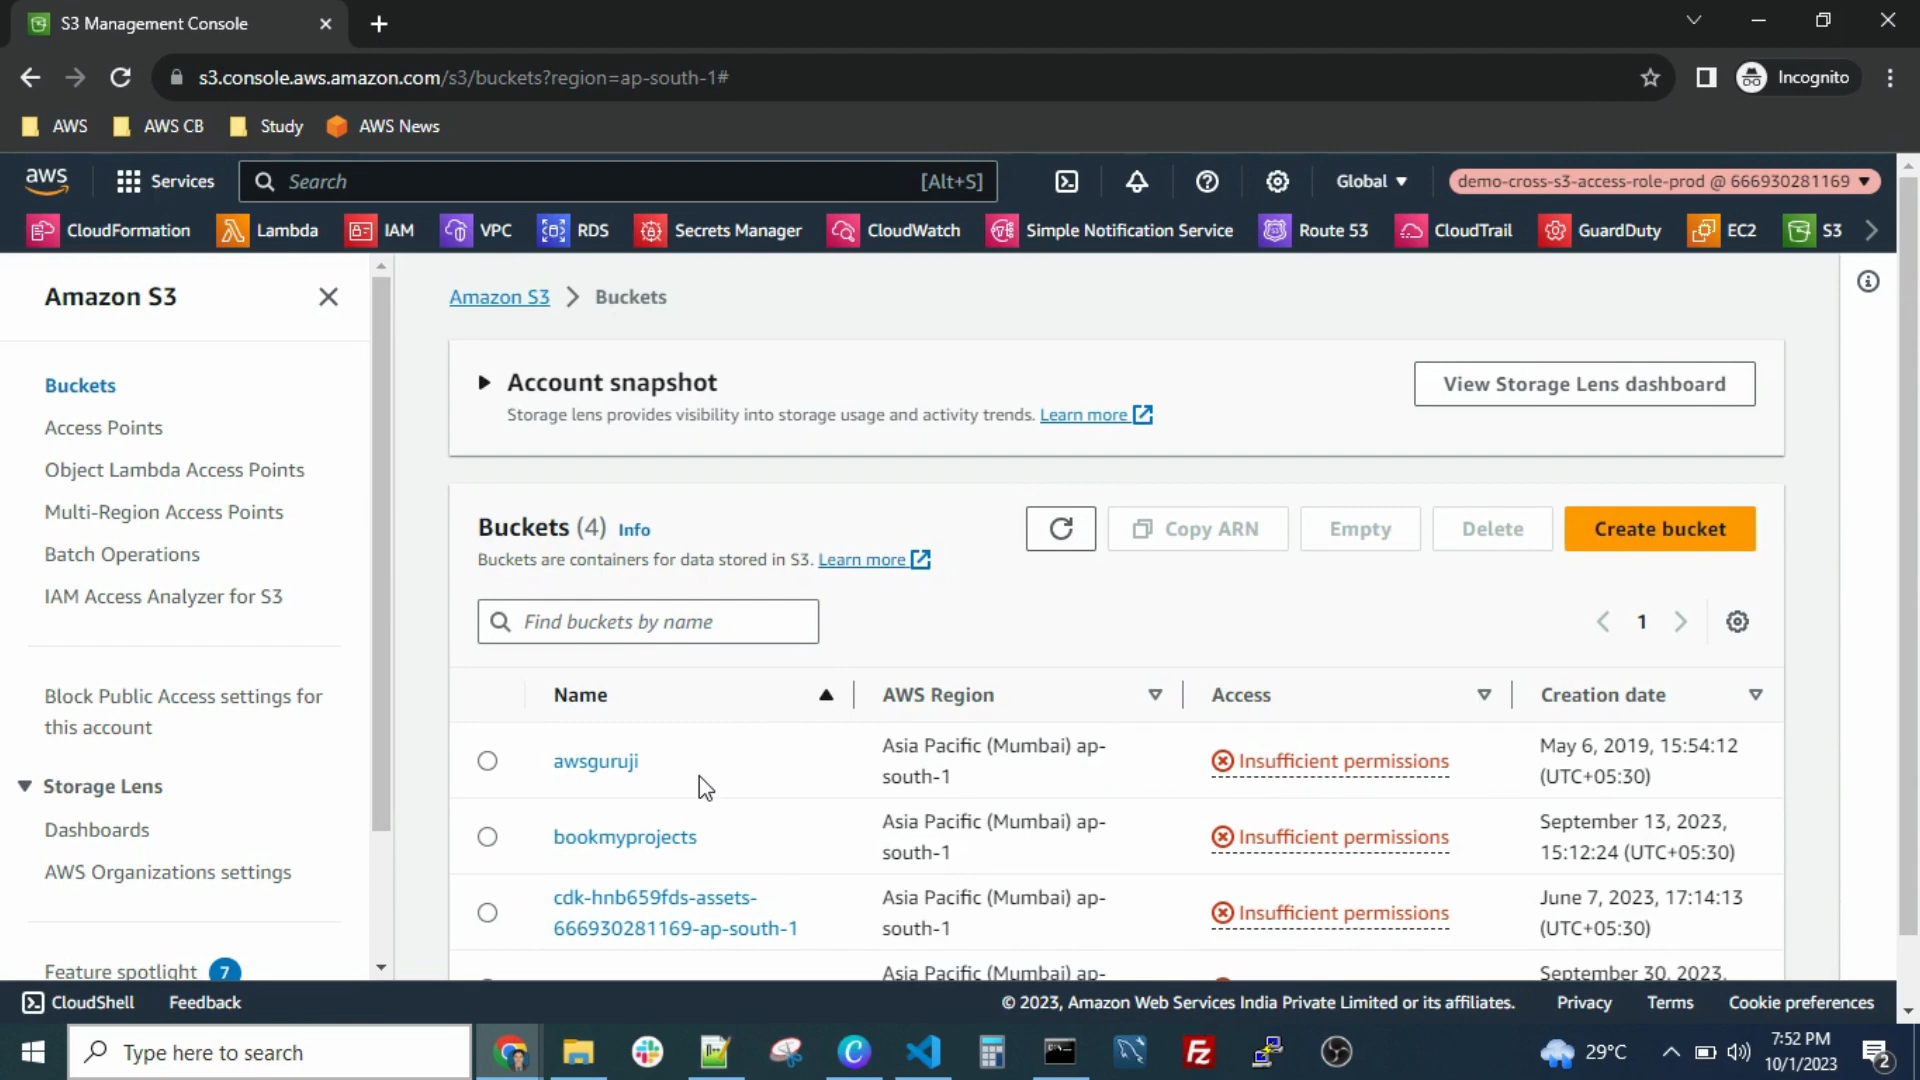 S3 Management Console
s3.console.aws.amazon.com/s3/buckets?region=ap-south-1#
Incognito
AWS
AWS CB
Study
AWS News
aws
Services
Search
[Alt+S]
Global
demo-cross-s3-access-role-prod @ 666930281169
CloudFormation
Lambda
IAM
VPC
RDS
Secrets Manager
CloudWatch
Simple Notification Service
Route 53
CloudTrail
GuardDuty
EC2
S3
Amazon S3
Buckets
Access Points
Object Lambda Access Points
Multi-Region Access Points
Batch Operations
IAM Access Analyzer for S3
Block Public Access settings for
this account
Storage Lens
Dashboards
AWS Organizations settings
Feature spotlight 7
Amazon S3 > Buckets
Account snapshot
Storage lens provides visibility into storage usage and activity trends. Learn more
View Storage Lens dashboard
Buckets (4) Info
Buckets are containers for data stored in S3. Learn more
Copy ARN
Empty
Delete
Create bucket
Find buckets by name
1
Name
AWS Region
Access
Creation date
awsguruji
Asia Pacific (Mumbai) ap-
south-1
Insufficient permissions
May 6, 2019, 15:54:12
(UTC+05:30)
bookmyprojects
Asia Pacific (Mumbai) ap-
south-1
Insufficient permissions
September 13, 2023,
15:12:24 (UTC+05:30)
cdk-hnb659fds-assets-
666930281169-ap-south-1
Asia Pacific (Mumbai) ap-
south-1
Insufficient permissions
June 7, 2023, 17:14:13
(UTC+05:30)
Asia Pacific (Mumbai) ap-
September 30, 2023,
CloudShell
Feedback
© 2023, Amazon Web Services India Private Limited or its affiliates.
Privacy
Terms
Cookie preferences
Type here to search
29°C
7:52 PM
10/1/2023
2